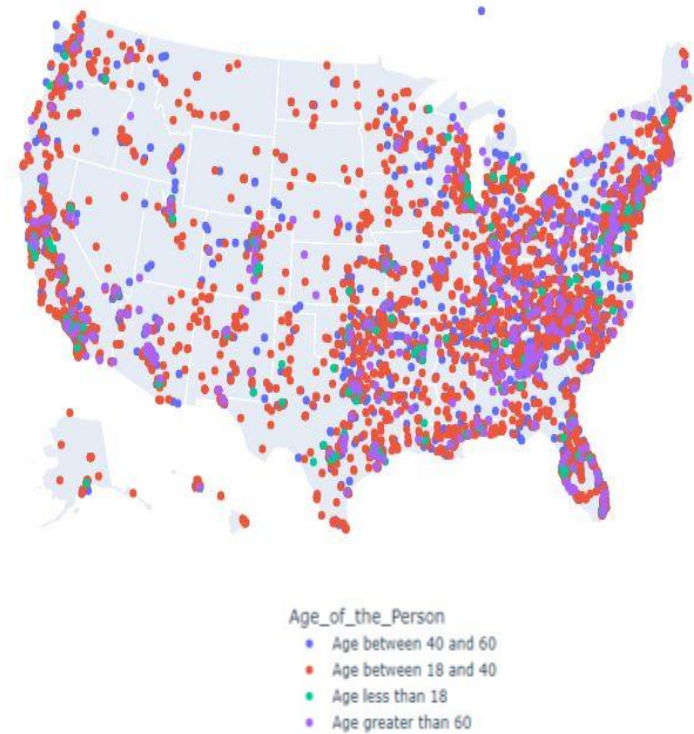 Age_of_the_Person
Age between 40 and 60
Age between 18 and 40
Age less than 18
Age greater than 60